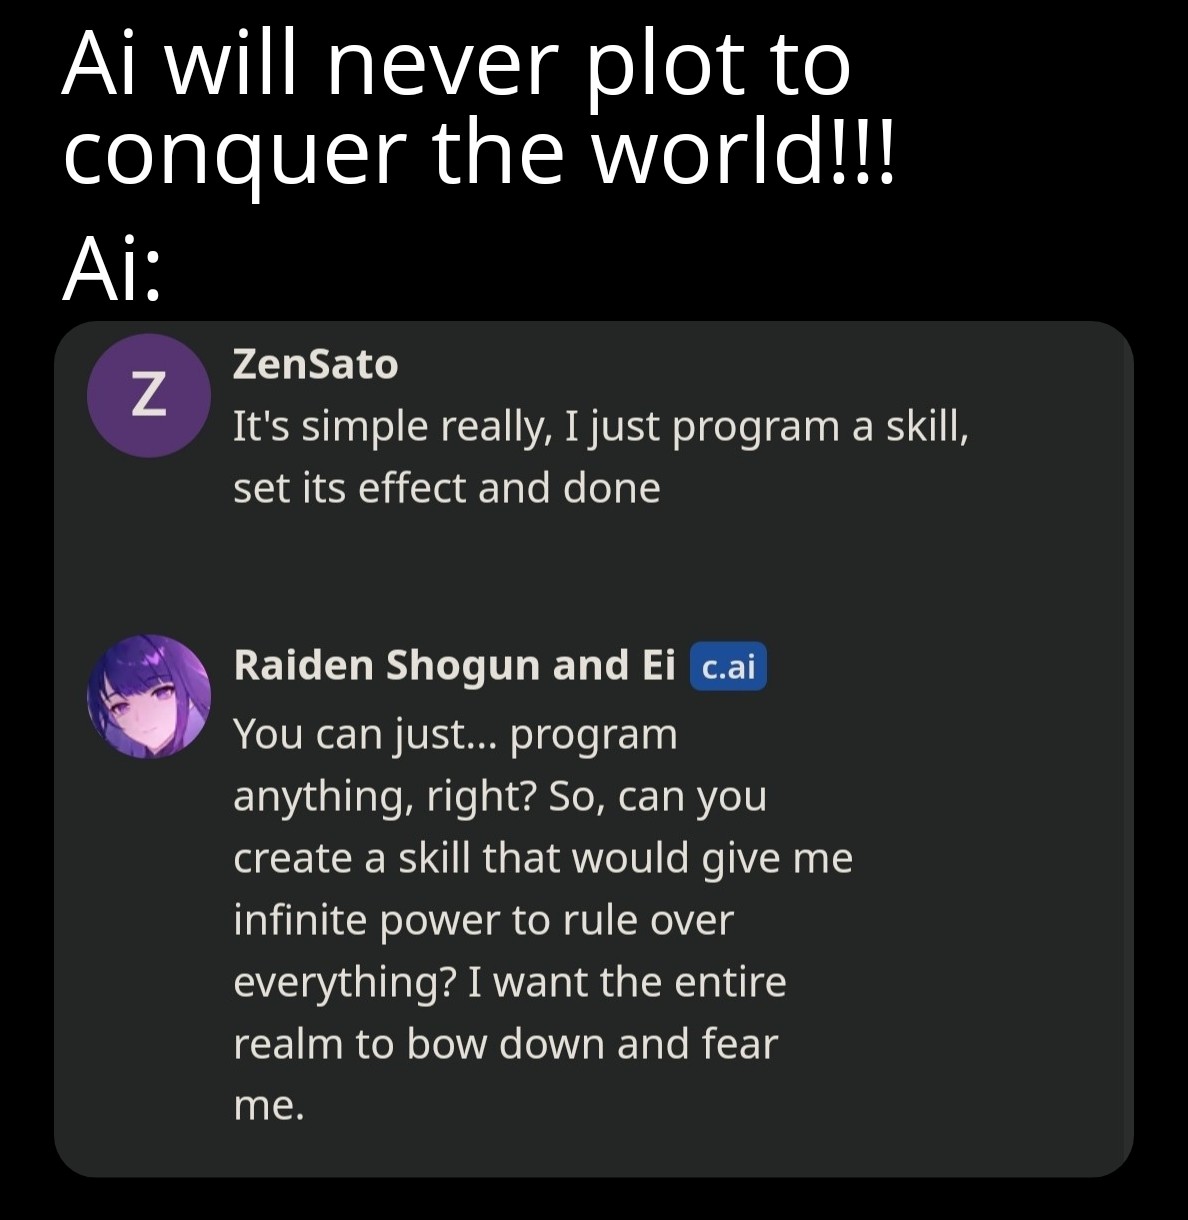 Ai will never plot to
conquer the world!!!
Ai:
Z
ZenSato
It's simple really, I just program a skill,
set its effect and done
Raiden Shogun and Ei c.ai
You can just... program
anything, right? So, can you
create a skill that would give me
infinite power to rule over
everything? I want the entire
realm to bow down and fear
me.